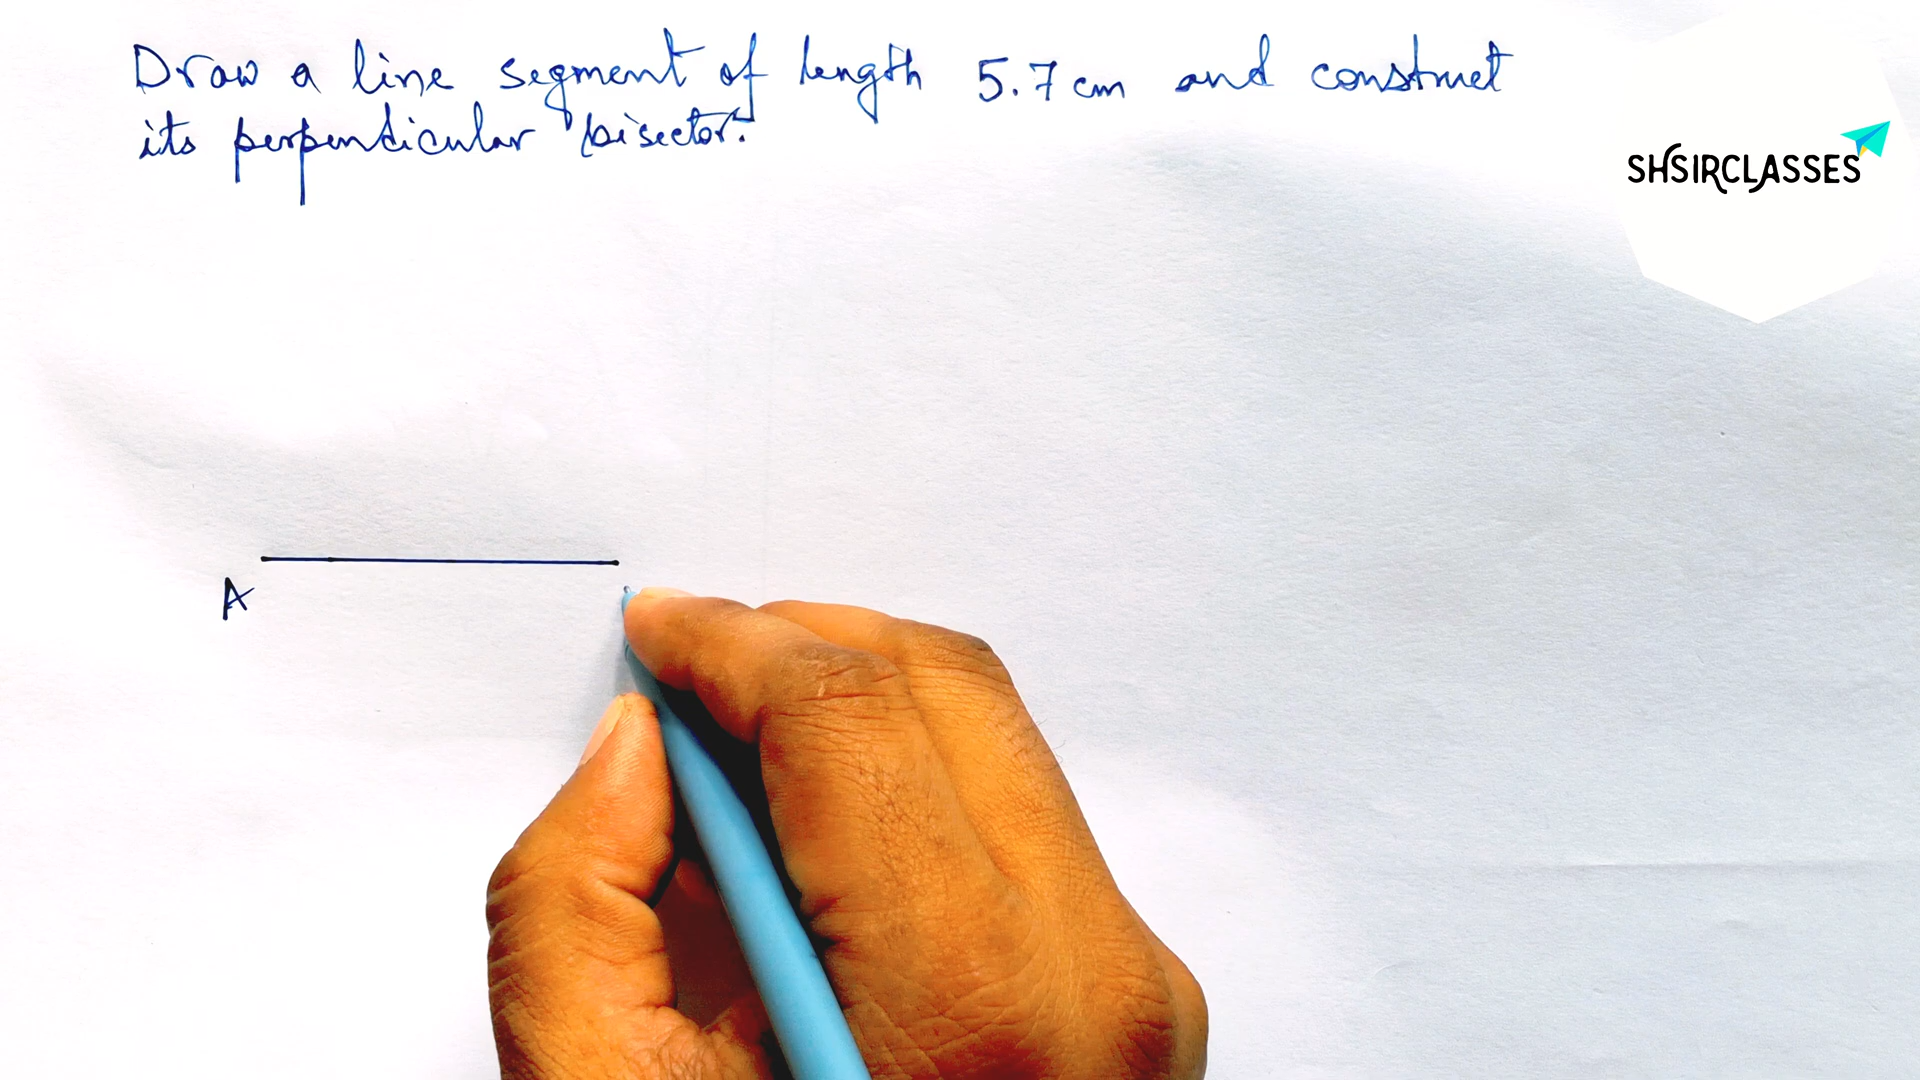 Draw a line segment of length 5.7 cm and construct
its perpendicular bisector.
SHSIRCLASSES
A